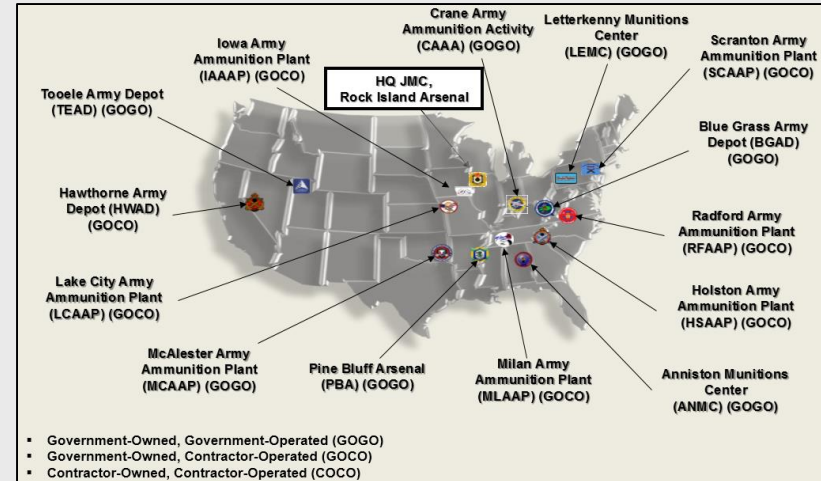 Crane Army
Ammunition Activity
(CAAA) (GOGO)
Letterkenny Munitions
Center
(LEMC) (GOGO)
Scranton Army
Ammunition Plant
(SCAAP) (GOCO)
Iowa Army
Ammunition Plant
(IAAAP) (GOCO)
HQ JMC,
Rock Island Arsenal
Tooele Army Depot
(TEAD) (GOGO)
Blue Grass Army
Depot (BGAD)
(GOGO)
Hawthorne Army
Depot (HWAD)
(GOCO)
Radford Army
Ammunition Plant
(RFAAP) (GOCO)
Lake City Army
Ammunition Plant
(LCAAP) (GOCO)
Holston Army
Ammunition Plant
(HSAAP) (GOCO)
McAlester Army
Ammunition Plant
(MCAAP) (GOGO)
Pine Bluff Arsenal
(PBA) (GOGO)
Milan Army
Ammunition Plant
(MLAAP) (GOCO)
Anniston Munitions
Center
(ANMC) (GOGO)
▪ Government-Owned, Government-Operated (GOGO)
▪ Government-Owned, Contractor-Operated (GOCO)
▪ Contractor-Owned, Contractor-Operated (COCO)